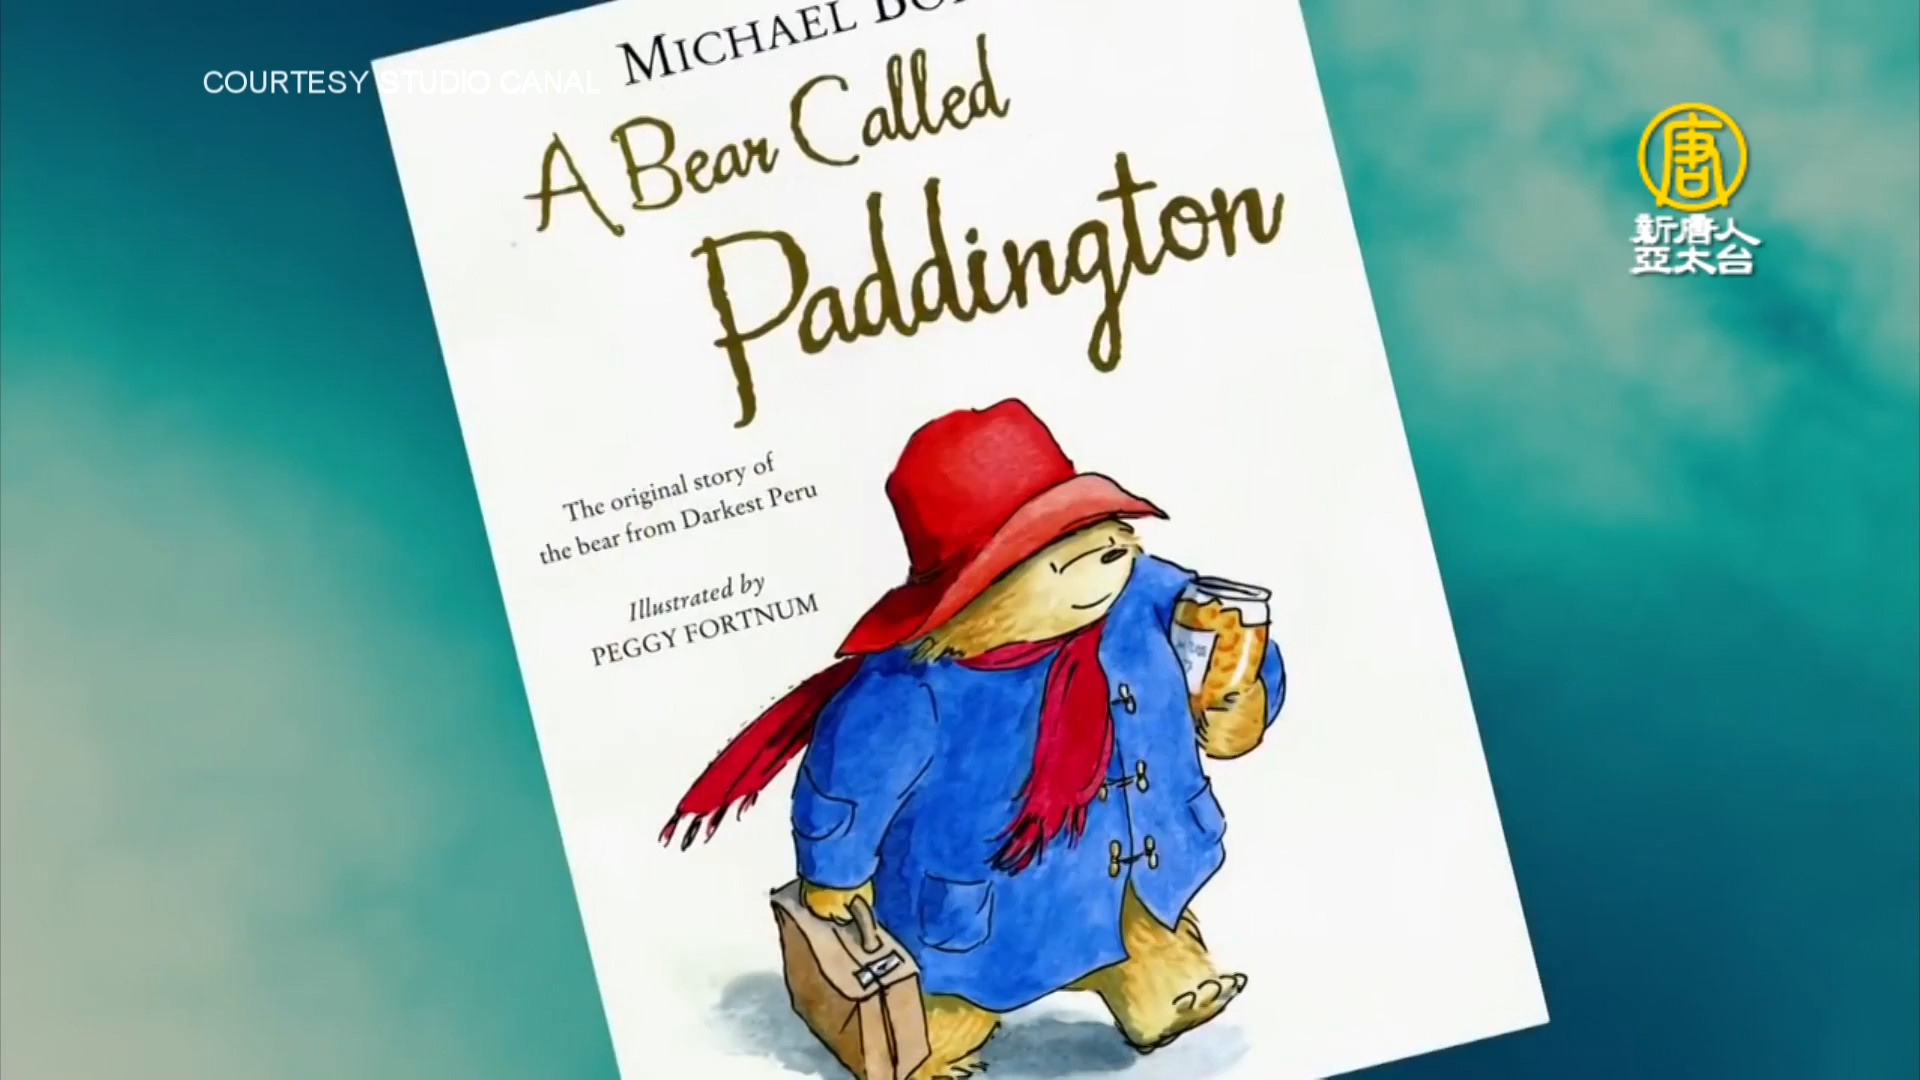 COURTESY STUDIO CANAL
MICHAEL
A Bear Called
Paddington
The original story of
the bear from Darkest Peru
Illustrated by
PEGGY FORTNUM
唐
新唐人
亞太台